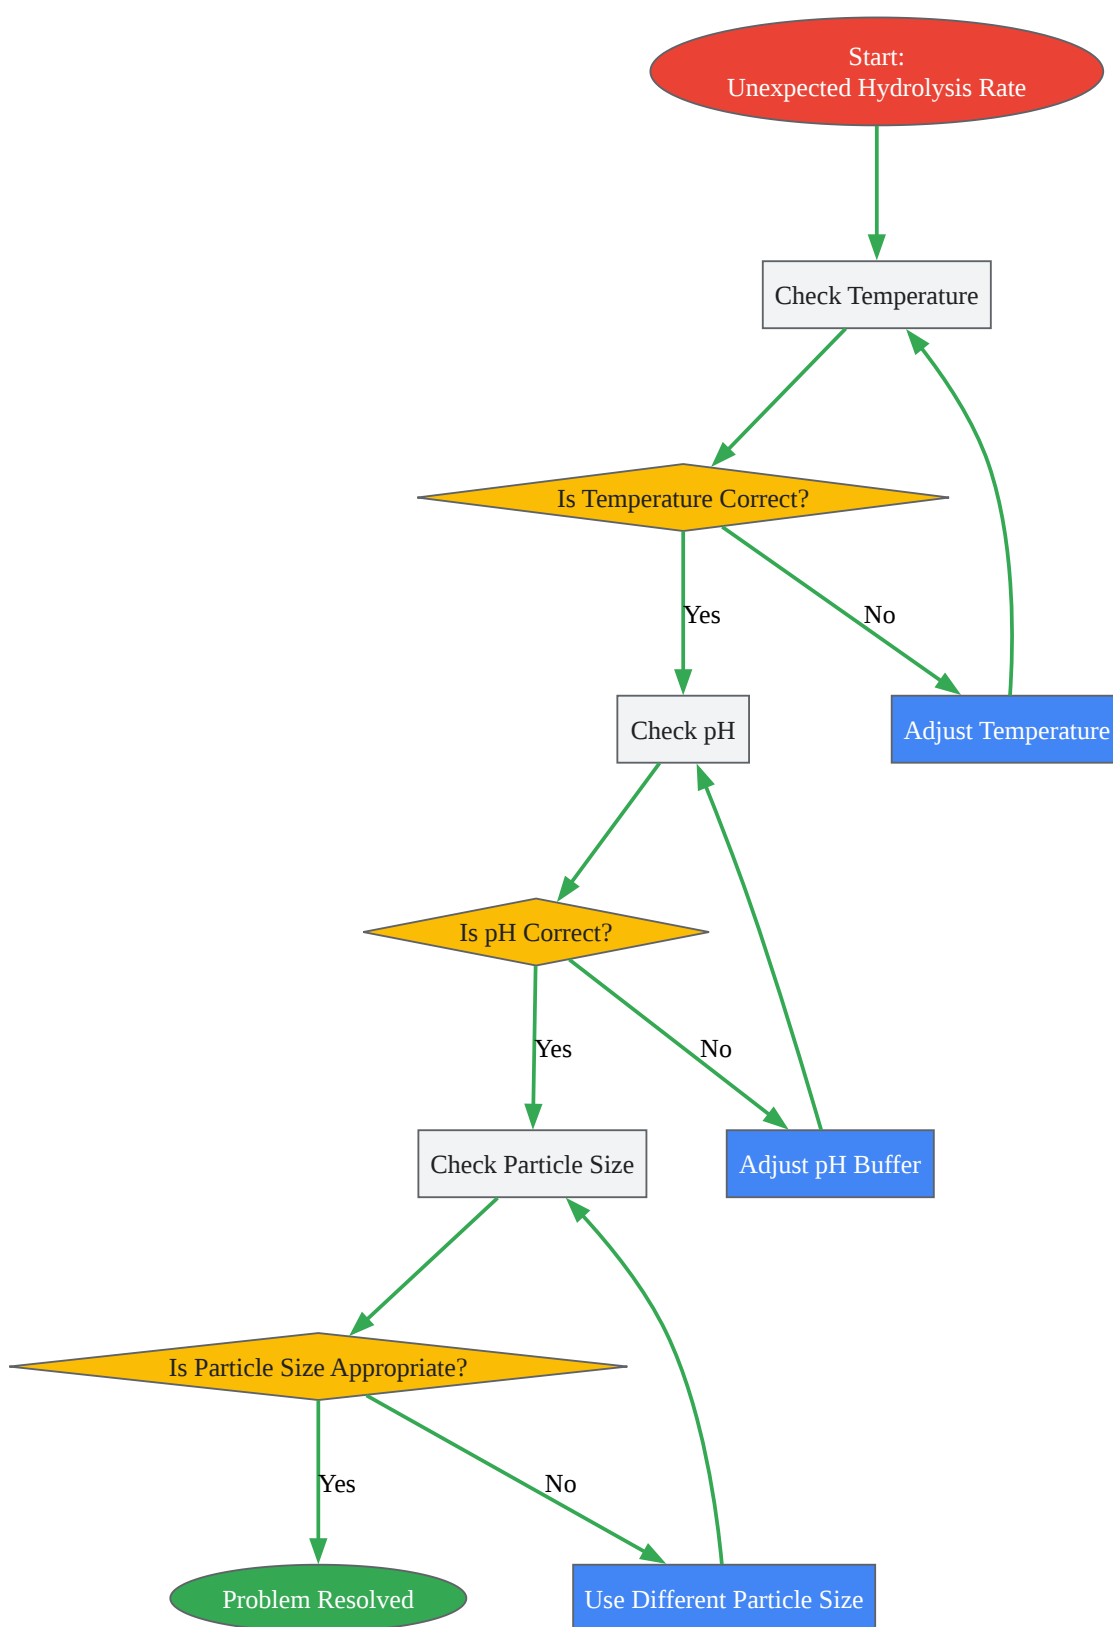 Start:
Unexpected Hydrolysis Rate
Check Temperature
Is Temperature Correct?
Yes
No
Check pH
Adjust Temperature
Is pH Correct?
Yes
No
Check Particle Size
Adjust pH Buffer
Is Particle Size Appropriate?
Yes
No
Problem Resolved
Use Different Particle Size